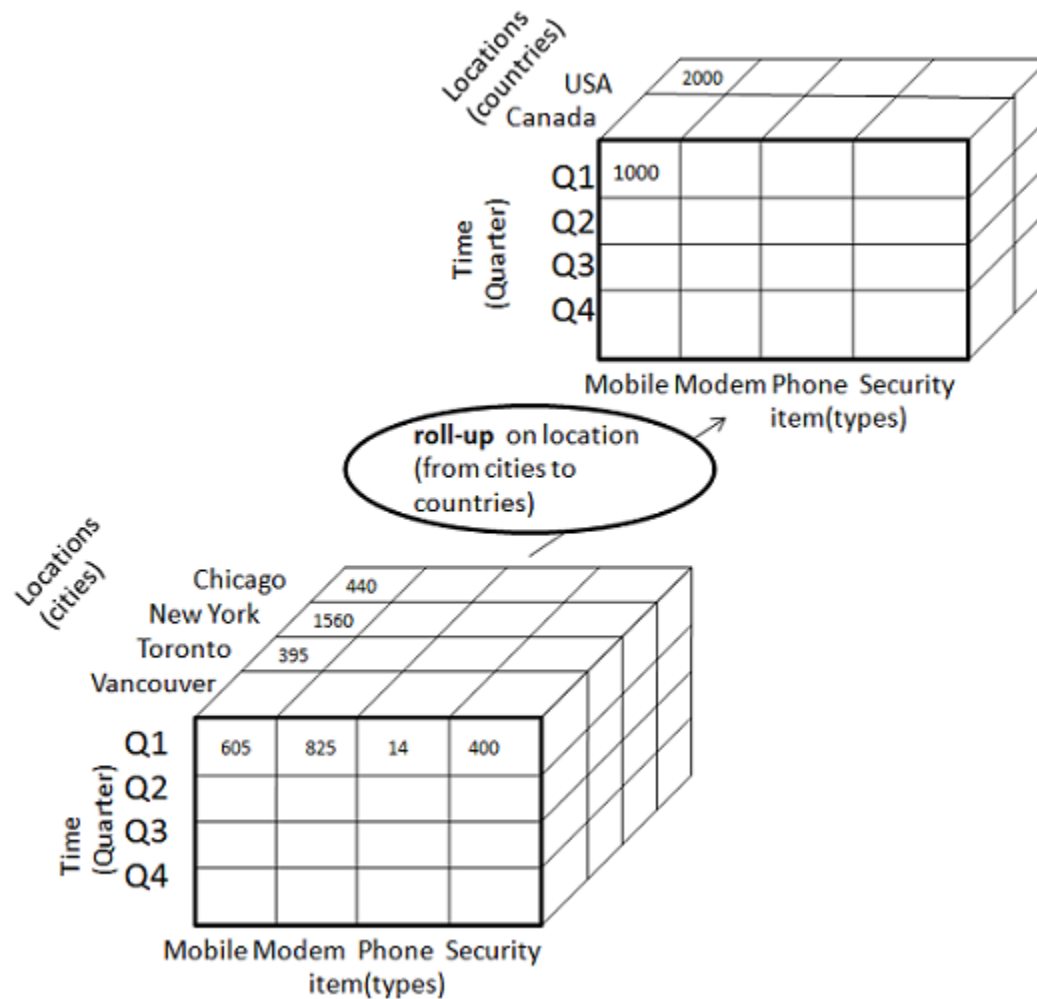 Locations
(countries)
USA
2000
Canada
Time
(Quarter)
Q1
1000
Q2
Q3
Q4
Mobile Modem Phone Security
item(types)
roll-up on location
(from cities to
countries)
Locations
(cities)
Chicago
440
New York
1560
Toronto
395
Vancouver
Time
(Quarter)
Q1
605 825 14 400
Q2
Q3
Q4
Mobile Modem Phone Security
item(types)